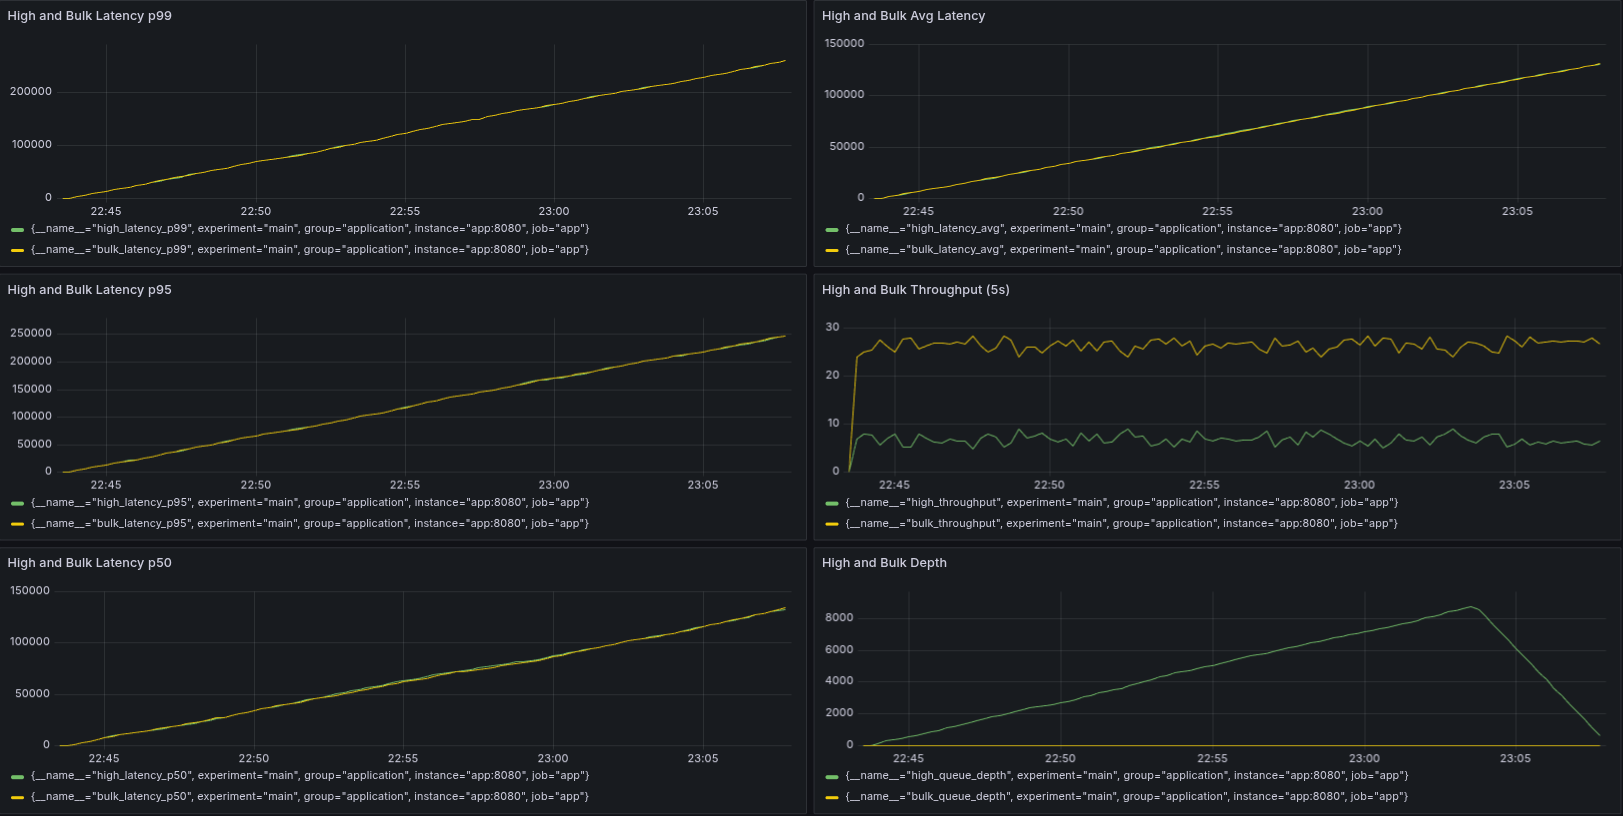 High and Bulk Latency p99
200000
100000
0
22:45 22:50 22:55 23:00 23:05
{__name__="high_latency_p99", experiment="main", group="application", instance="app:8080", job="app"}
{__name__="bulk_latency_p99", experiment="main", group="application", instance="app:8080", job="app"}
High and Bulk Avg Latency
150000
100000
50000
0
22:45 22:50 22:55 23:00 23:05
{__name__="high_latency_avg", experiment="main", group="application", instance="app:8080", job="app"}
{__name__="bulk_latency_avg", experiment="main", group="application", instance="app:8080", job="app"}
High and Bulk Latency p95
250000
200000
150000
100000
50000
0
22:45 22:50 22:55 23:00 23:05
{__name__="high_latency_p95", experiment="main", group="application", instance="app:8080", job="app"}
{__name__="bulk_latency_p95", experiment="main", group="application", instance="app:8080", job="app"}
High and Bulk Throughput (5s)
30
20
10
0
22:45 22:50 22:55 23:00 23:05
{__name__="high_throughput", experiment="main", group="application", instance="app:8080", job="app"}
{__name__="bulk_throughput", experiment="main", group="application", instance="app:8080", job="app"}
High and Bulk Latency p50
150000
100000
50000
0
22:45 22:50 22:55 23:00 23:05
{__name__="high_latency_p50", experiment="main", group="application", instance="app:8080", job="app"}
{__name__="bulk_latency_p50", experiment="main", group="application", instance="app:8080", job="app"}
High and Bulk Depth
8000
6000
4000
2000
0
22:45 22:50 22:55 23:00 23:05
{__name__="high_queue_depth", experiment="main", group="application", instance="app:8080", job="app"}
{__name__="bulk_queue_depth", experiment="main", group="application", instance="app:8080", job="app"}